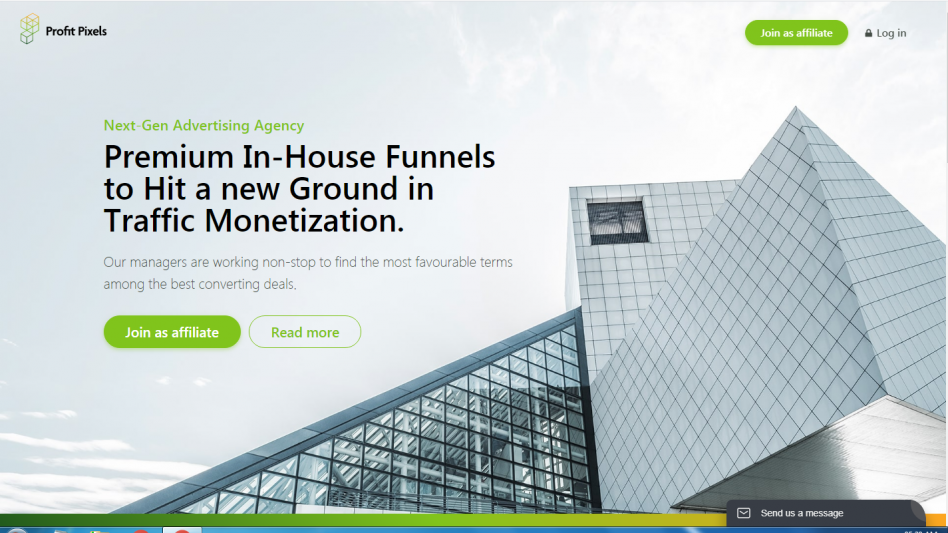 Profit Pixels
Join as affiliate
Log in
Next-Gen Advertising Agency
Premium In-House Funnels
to Hit a new Ground in
Traffic Monetization.
Our managers are working non-stop to find the most favourable terms
among the best converting deals.
Join as affiliate
Read more
Send us a message